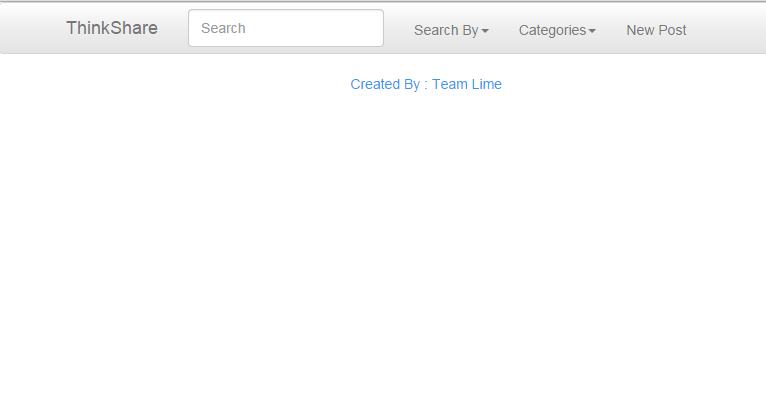 ThinkShare Search Search By Categories New Post
Created By : Team Lime